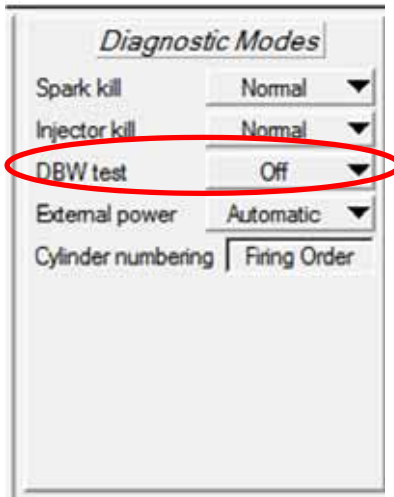 Diagnostic Modes
Spark kill Normal
Injector kill Normal
DBW test Off
External power Automatic
Cylinder numbering Firing Order